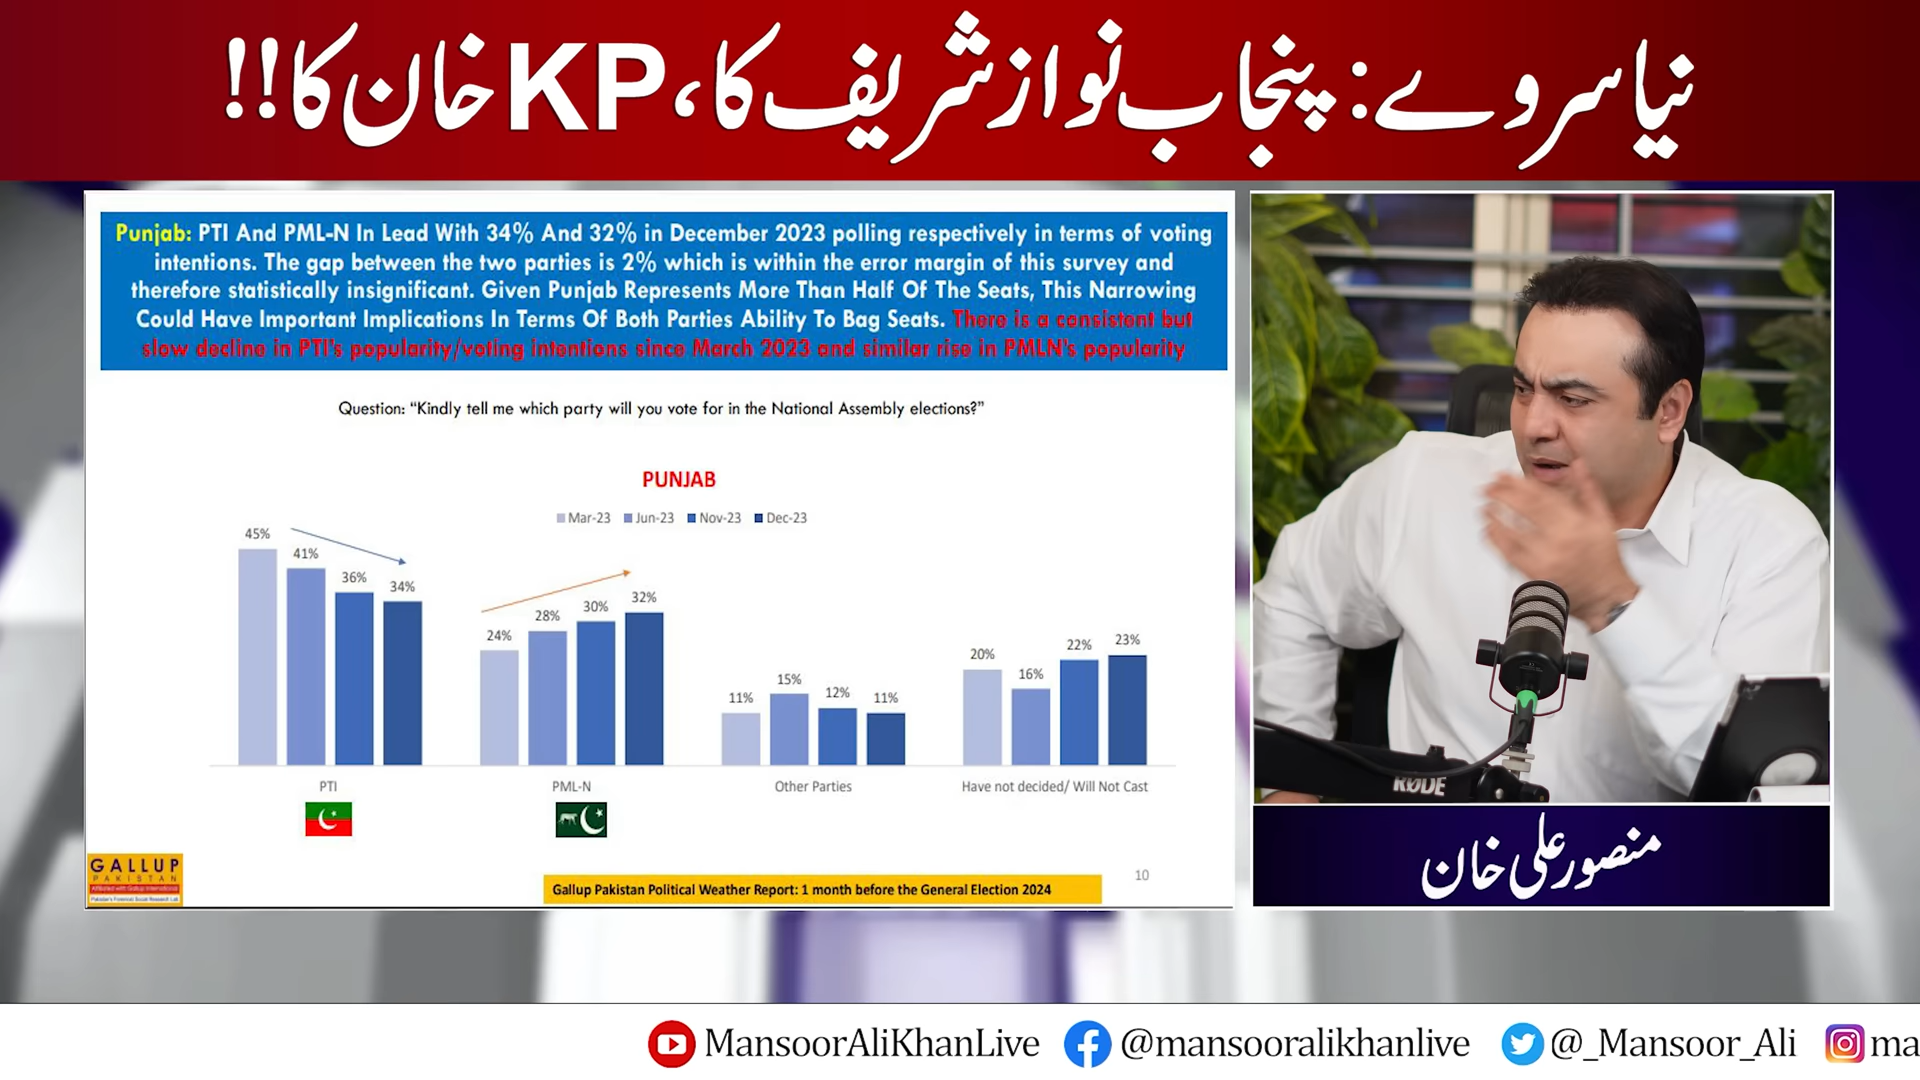 نیا سروے: پنجاب نواز شریف کا، KP خان کا!!
Punjab: PTI And PML-N In Lead With 34% And 32% in December 2023 polling respectively in terms of voting
intentions. The gap between the two parties is 2% which is within the error margin of this survey and
therefore statistically insignificant. Given Punjab Represents More Than Half Of The Seats, This Narrowing
Could Have Important Implications In Terms Of Both Parties Ability To Bag Seats. There is a consistent but
slow decline in PTI's popularity/voting intentions since March 2023 and similar rise in PMLN's popularity
Question: “Kindly tell me which party will you vote for in the National Assembly elections?”
PUNJAB
Mar-23 Jun-23 Nov-23 Dec-23
45% 41% 36% 34%
24% 28% 30% 32%
11% 15% 12% 11%
20% 16% 22% 23%
PTI PML-N Other Parties Have not decided/ Will Not Cast
GALLUP
PAKISTAN
Affiliated with Gallup International
Gallup Pakistan Political Weather Report: 1 month before the General Election 2024
10
RØDE
منصور علی خان
MansoorAliKhanLive @mansooralikhanlive @_Mansoor_Ali ma